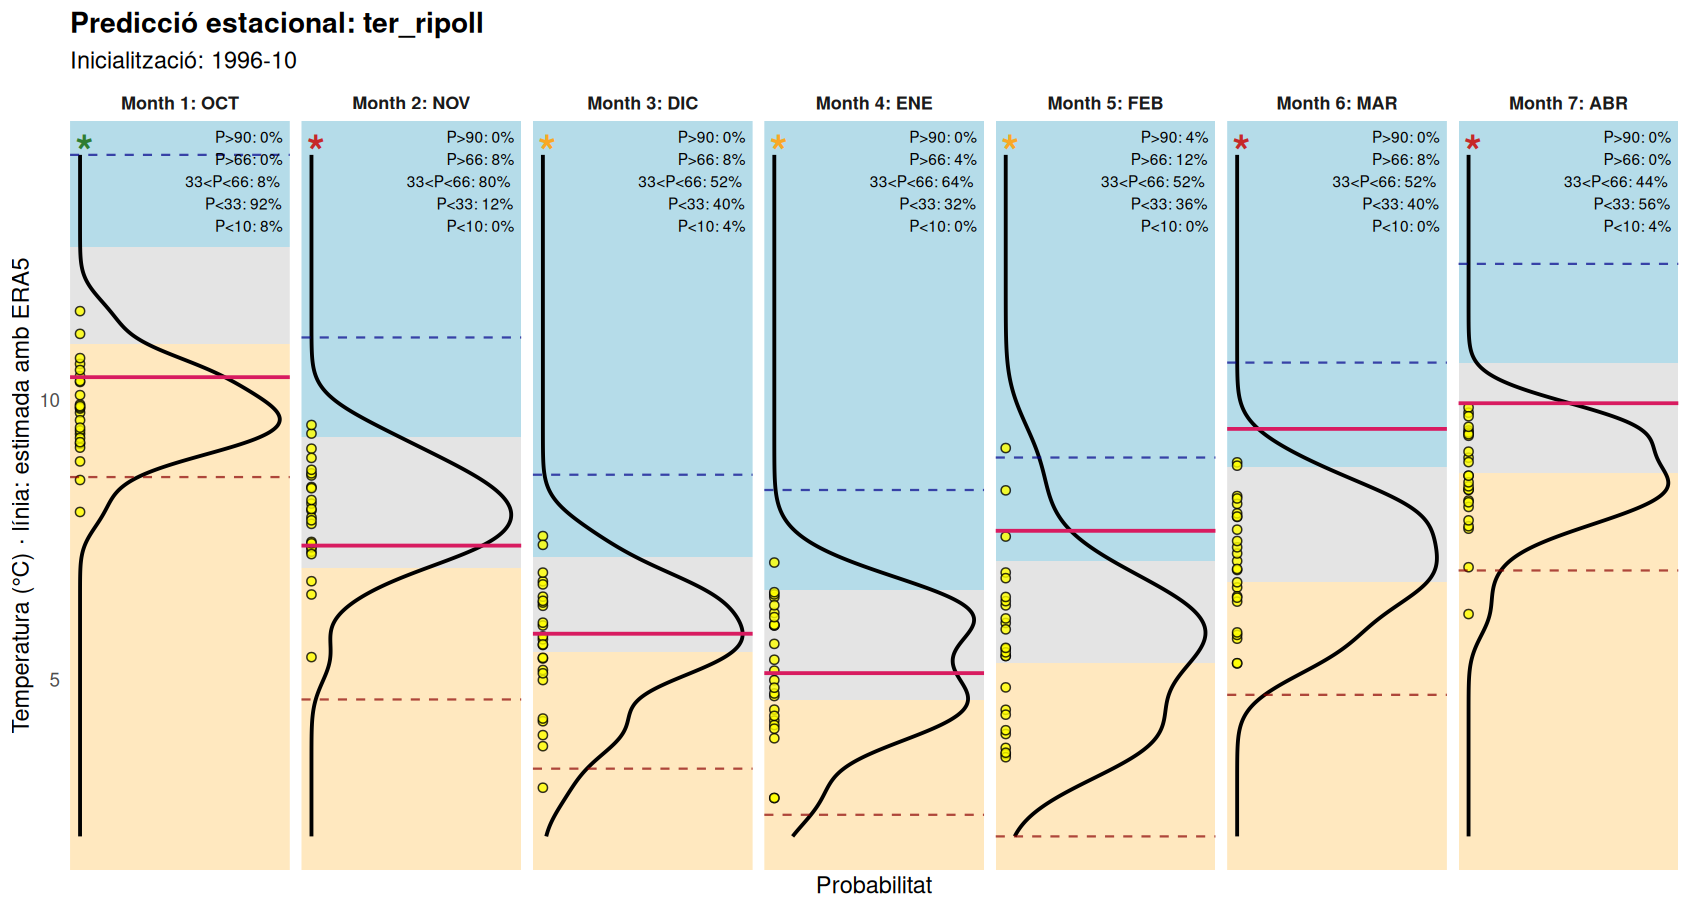 Predicció estacional: ter_ripoll
Inicialització: 1996-10
Month 1: OCT
Month 2: NOV
Month 3: DIC
Month 4: ENE
Month 5: FEB
Month 6: MAR
Month 7: ABR
*
P>90: 0%
P>66: 0%
33<P<66: 8%
P<33: 92%
P<10: 8%
*
P>90: 0%
P>66: 8%
33<P<66: 80%
P<33: 12%
P<10: 0%
*
P>90: 0%
P>66: 8%
33<P<66: 52%
P<33: 40%
P<10: 4%
*
P>90: 0%
P>66: 4%
33<P<66: 64%
P<33: 32%
P<10: 0%
*
P>90: 4%
P>66: 12%
33<P<66: 52%
P<33: 36%
P<10: 0%
*
P>90: 0%
P>66: 8%
33<P<66: 52%
P<33: 40%
P<10: 0%
*
P>90: 0%
P>66: 0%
33<P<66: 44%
P<33: 56%
P<10: 4%
Temperatura (°C) · línia: estimada amb ERA5
10
5
Probabilitat